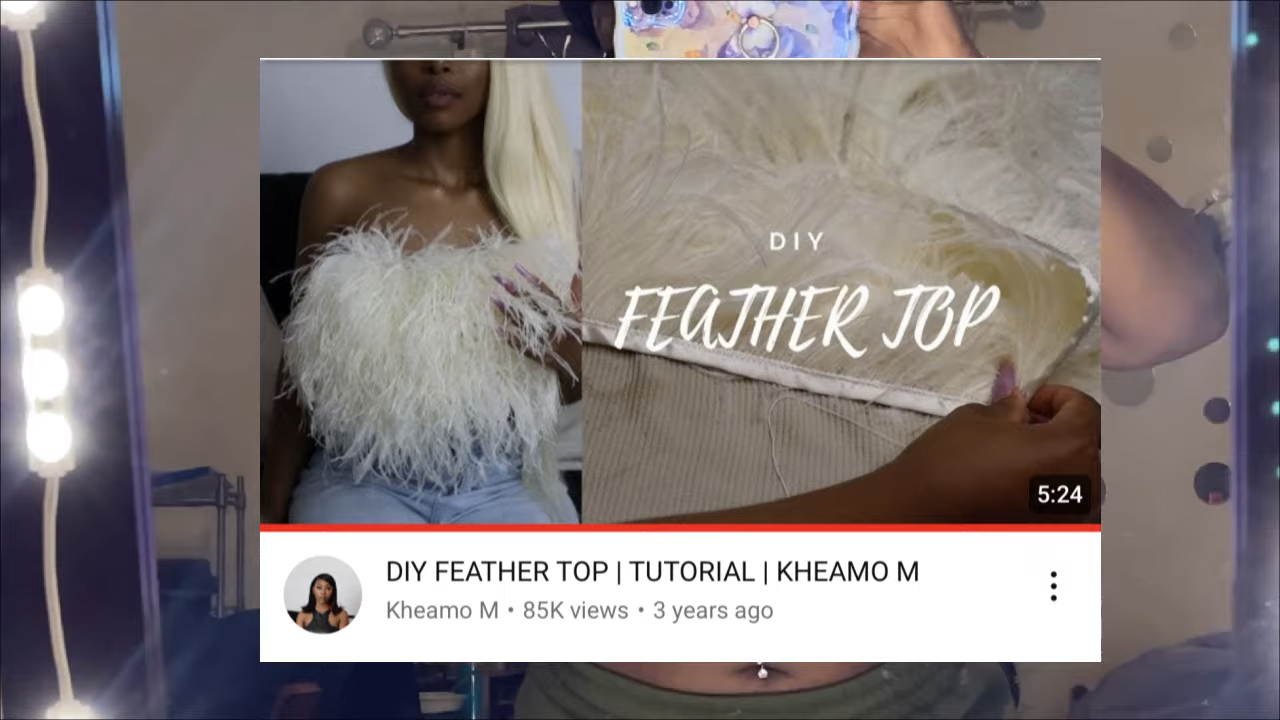 DIY
FEATHER TOP
5:24
DIY FEATHER TOP | TUTORIAL | KHEAMO M
Kheamo M • 85K views • 3 years ago